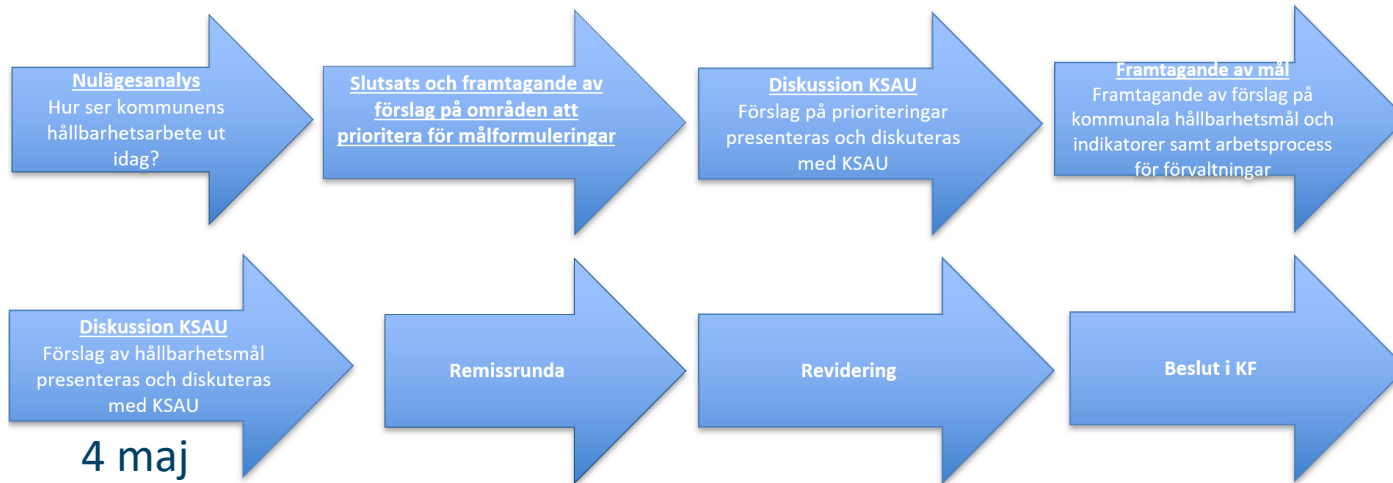 Nulägesanalys
Hur ser kommunens
hållbarhetsarbete ut
idag?
Slutsats och framtagande av
förslag på områden att
prioritera för målformuleringar
Diskussion KSAU
Förslag på prioriteringar
presenteras och diskuteras
med KSAU
Framtagande av mål
Framtagande av förslag på
kommunala hållbarhetsmål och
indikatorer samt arbetsprocess
för förvaltningar
Diskussion KSAU
Förslag av hållbarhetsmål
presenteras och diskuteras
med KSAU
4 maj
Remissrunda
Revidering
Beslut i KF